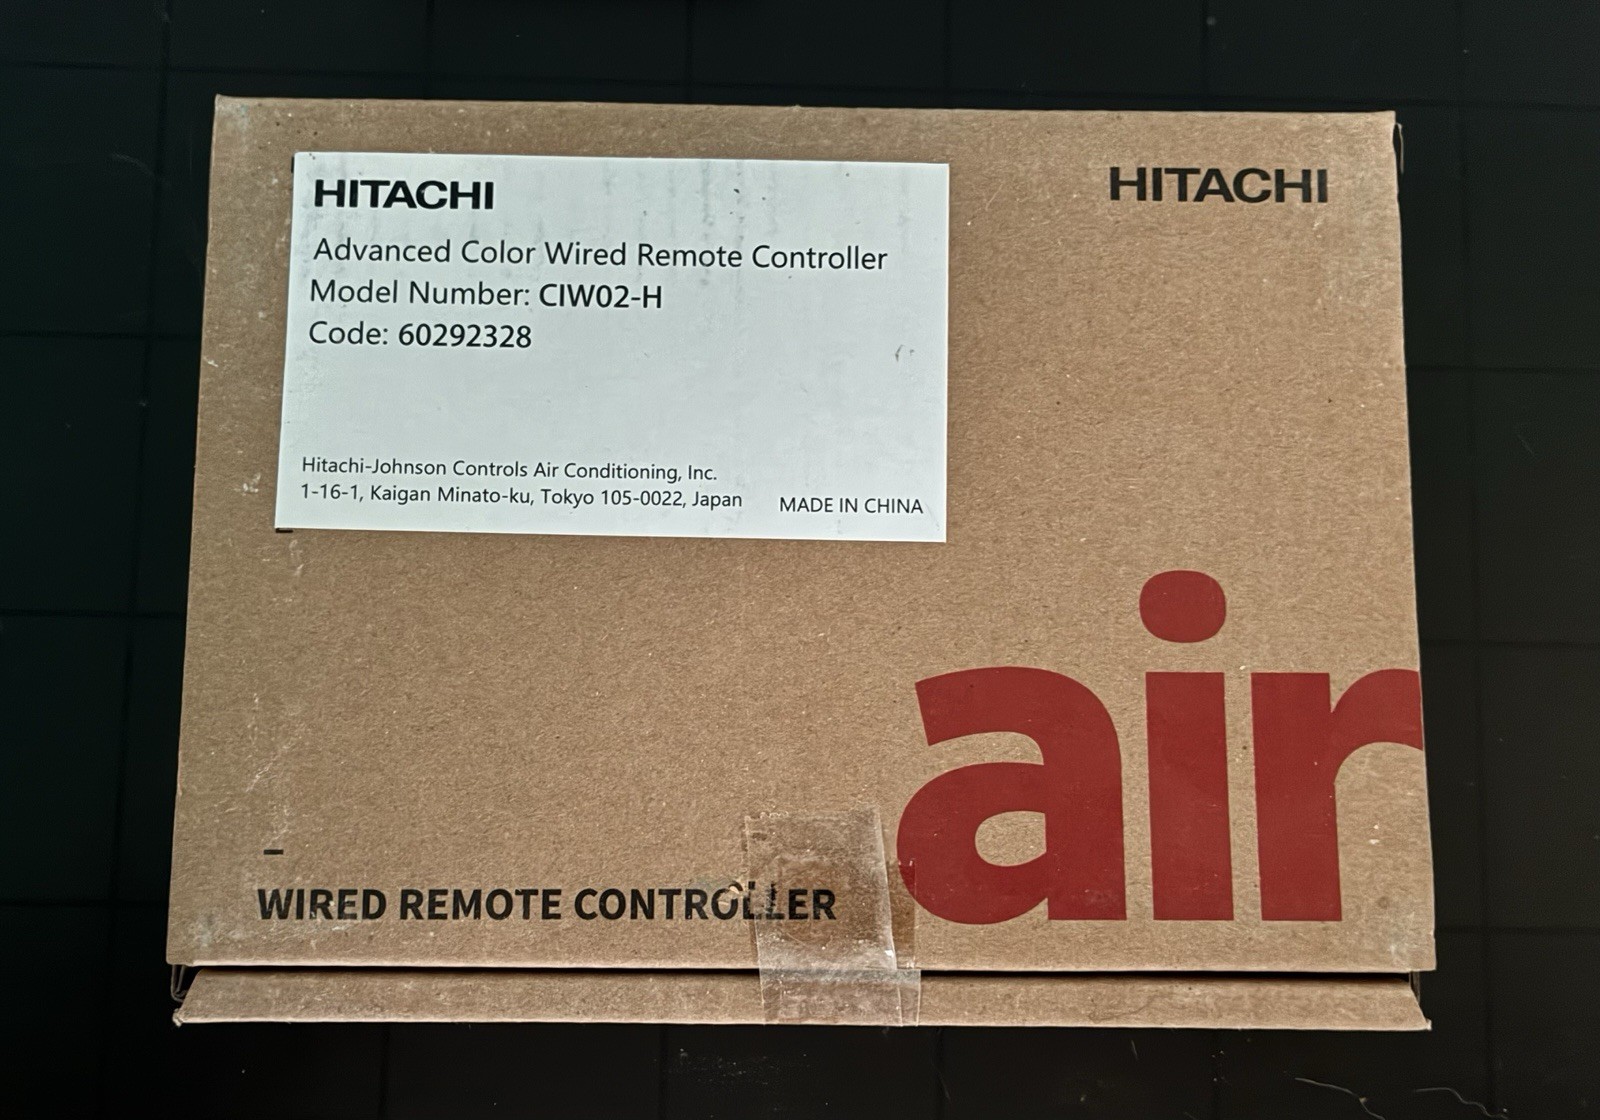 HITACHI
Advanced Color Wired Remote Controller
Model Number: CIW02-H
Code: 60292328
Hitachi-Johnson Controls Air Conditioning, Inc.
1-16-1, Kaigan Minato-ku, Tokyo 105-0022, Japan
MADE IN CHINA
HITACHI
air
WIRED REMOTE CONTROLLER